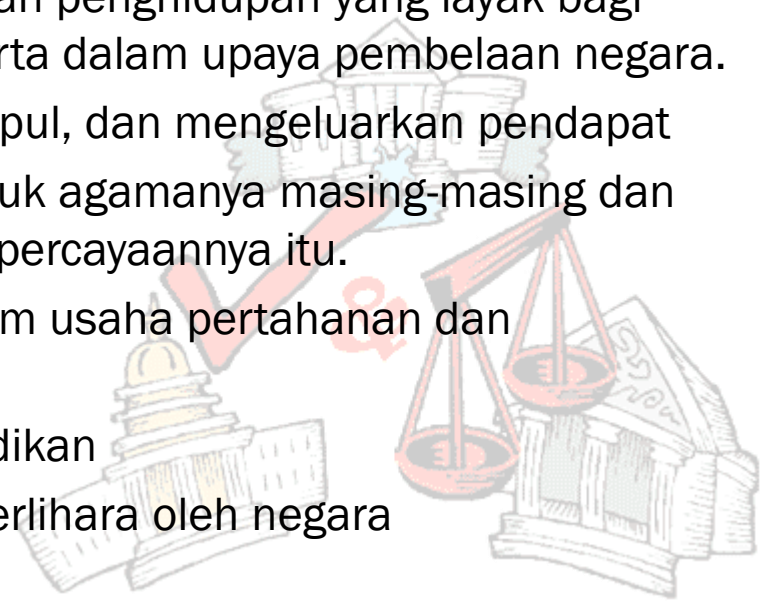 an penghidupan yang layak bagi
rta dalam upaya pembelaan negara.
pul, dan mengeluarkan pendapat
uk agamanya masing-masing dan
percayaannya itu.
m usaha pertahanan dan
dikan
erlihara oleh negara
&